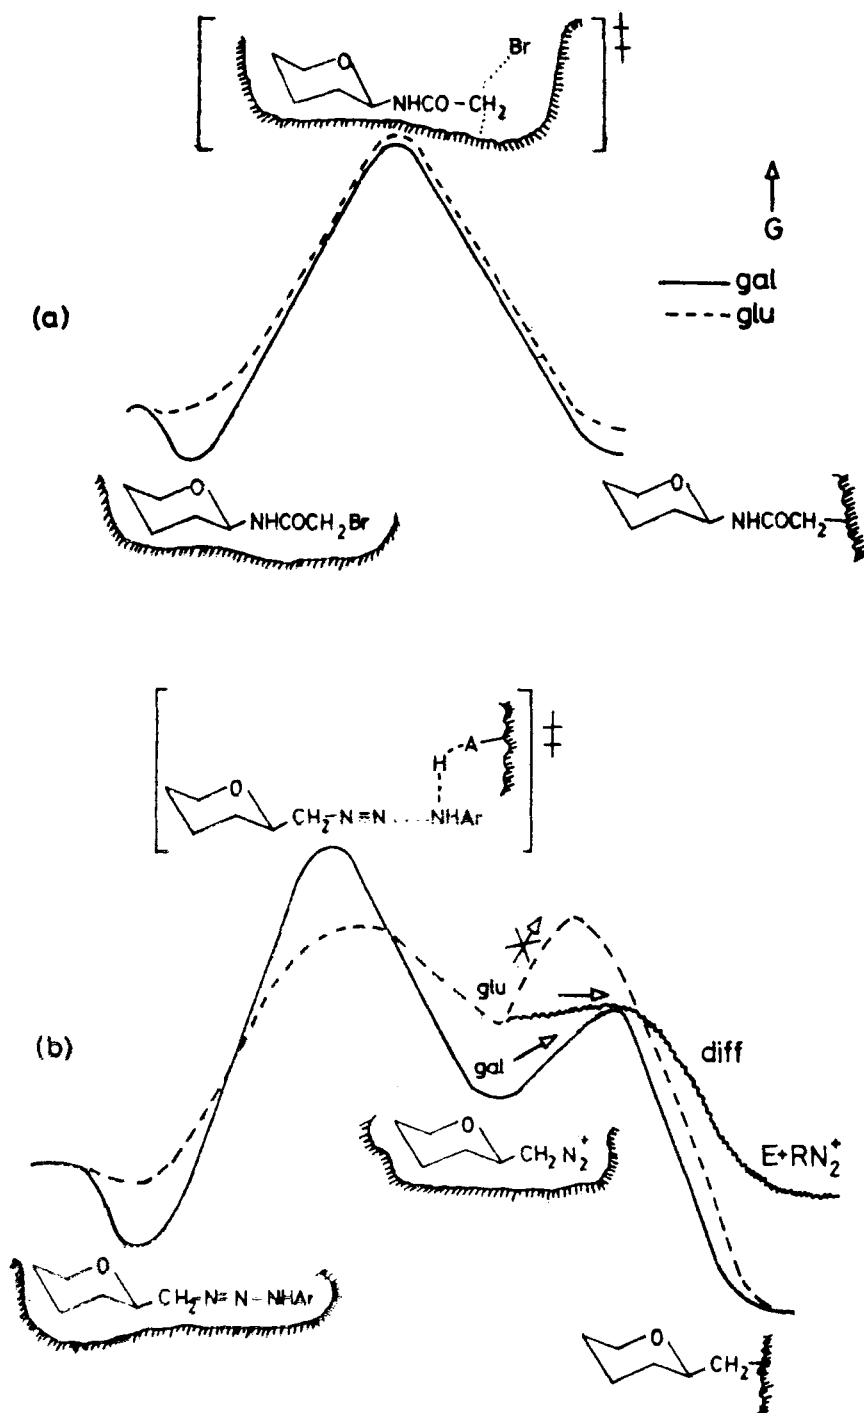 Br
O
NHCO-CH2
‡
G
gal
glu
(a)
O
NHCOCH2Br
O
NHCOCH2
A
H
O
CH2-N=N....NHAr
‡
glu
gal
diff
(b)
O
CH2N2+
E+RN2+
O
CH2-N=N-NHAr
O
CH2